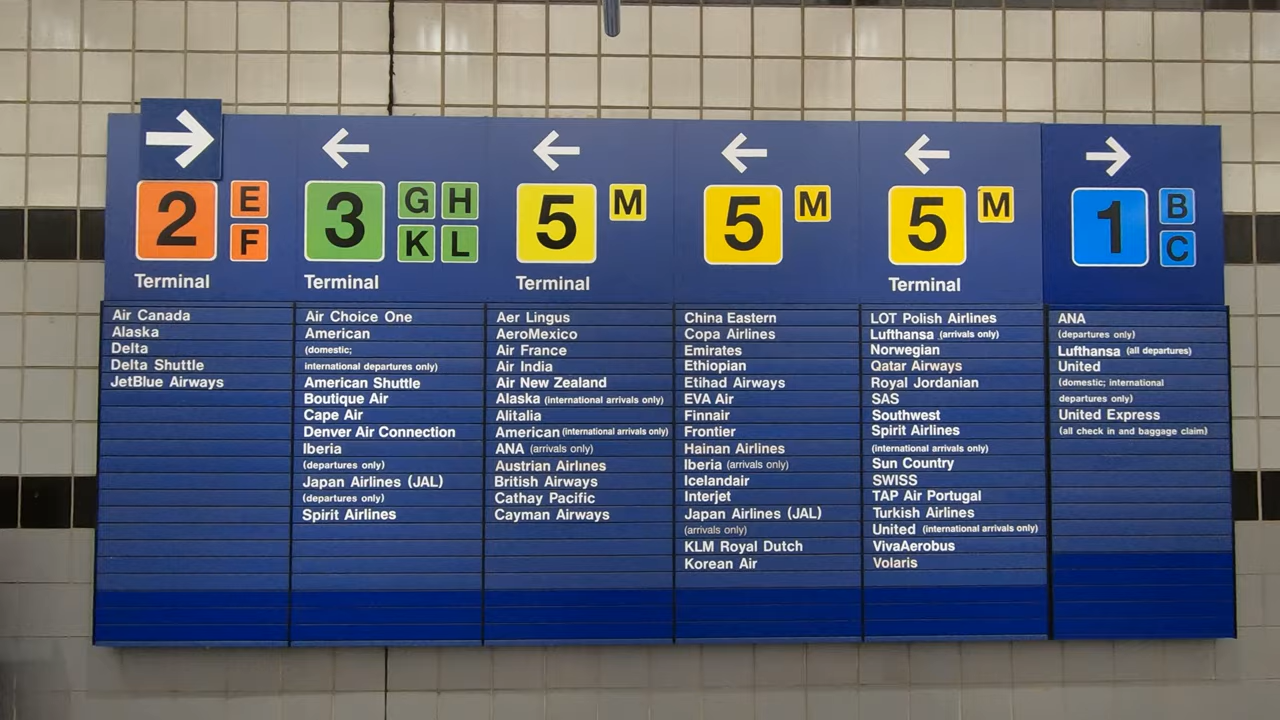 →
2 E
F
Terminal
Air Canada
Alaska
Delta
Delta Shuttle
JetBlue Airways
←
3 G H
K L
Terminal
Air Choice One
American
(domestic;
international departures only)
American Shuttle
Boutique Air
Cape Air
Denver Air Connection
Iberia
(departures only)
Japan Airlines (JAL)
(departures only)
Spirit Airlines
←
5 M
Terminal
Aer Lingus
AeroMexico
Air France
Air India
Air New Zealand
Alaska (international arrivals only)
Alitalia
American (international arrivals only)
ANA (arrivals only)
Austrian Airlines
British Airways
Cathay Pacific
Cayman Airways
←
5 M
China Eastern
Copa Airlines
Emirates
Ethiopian
Etihad Airways
EVA Air
Finnair
Frontier
Hainan Airlines
Iberia (arrivals only)
Icelandair
Interjet
Japan Airlines (JAL)
(arrivals only)
KLM Royal Dutch
Korean Air
←
5 M
Terminal
LOT Polish Airlines
Lufthansa (arrivals only)
Norwegian
Qatar Airways
Royal Jordanian
SAS
Southwest
Spirit Airlines
(international arrivals only)
Sun Country
SWISS
TAP Air Portugal
Turkish Airlines
United (international arrivals only)
VivaAerobus
Volaris
→
1 B
C
ANA
(departures only)
Lufthansa (all departures)
United
(domestic; international
departures only)
United Express
(all check in and baggage claim)